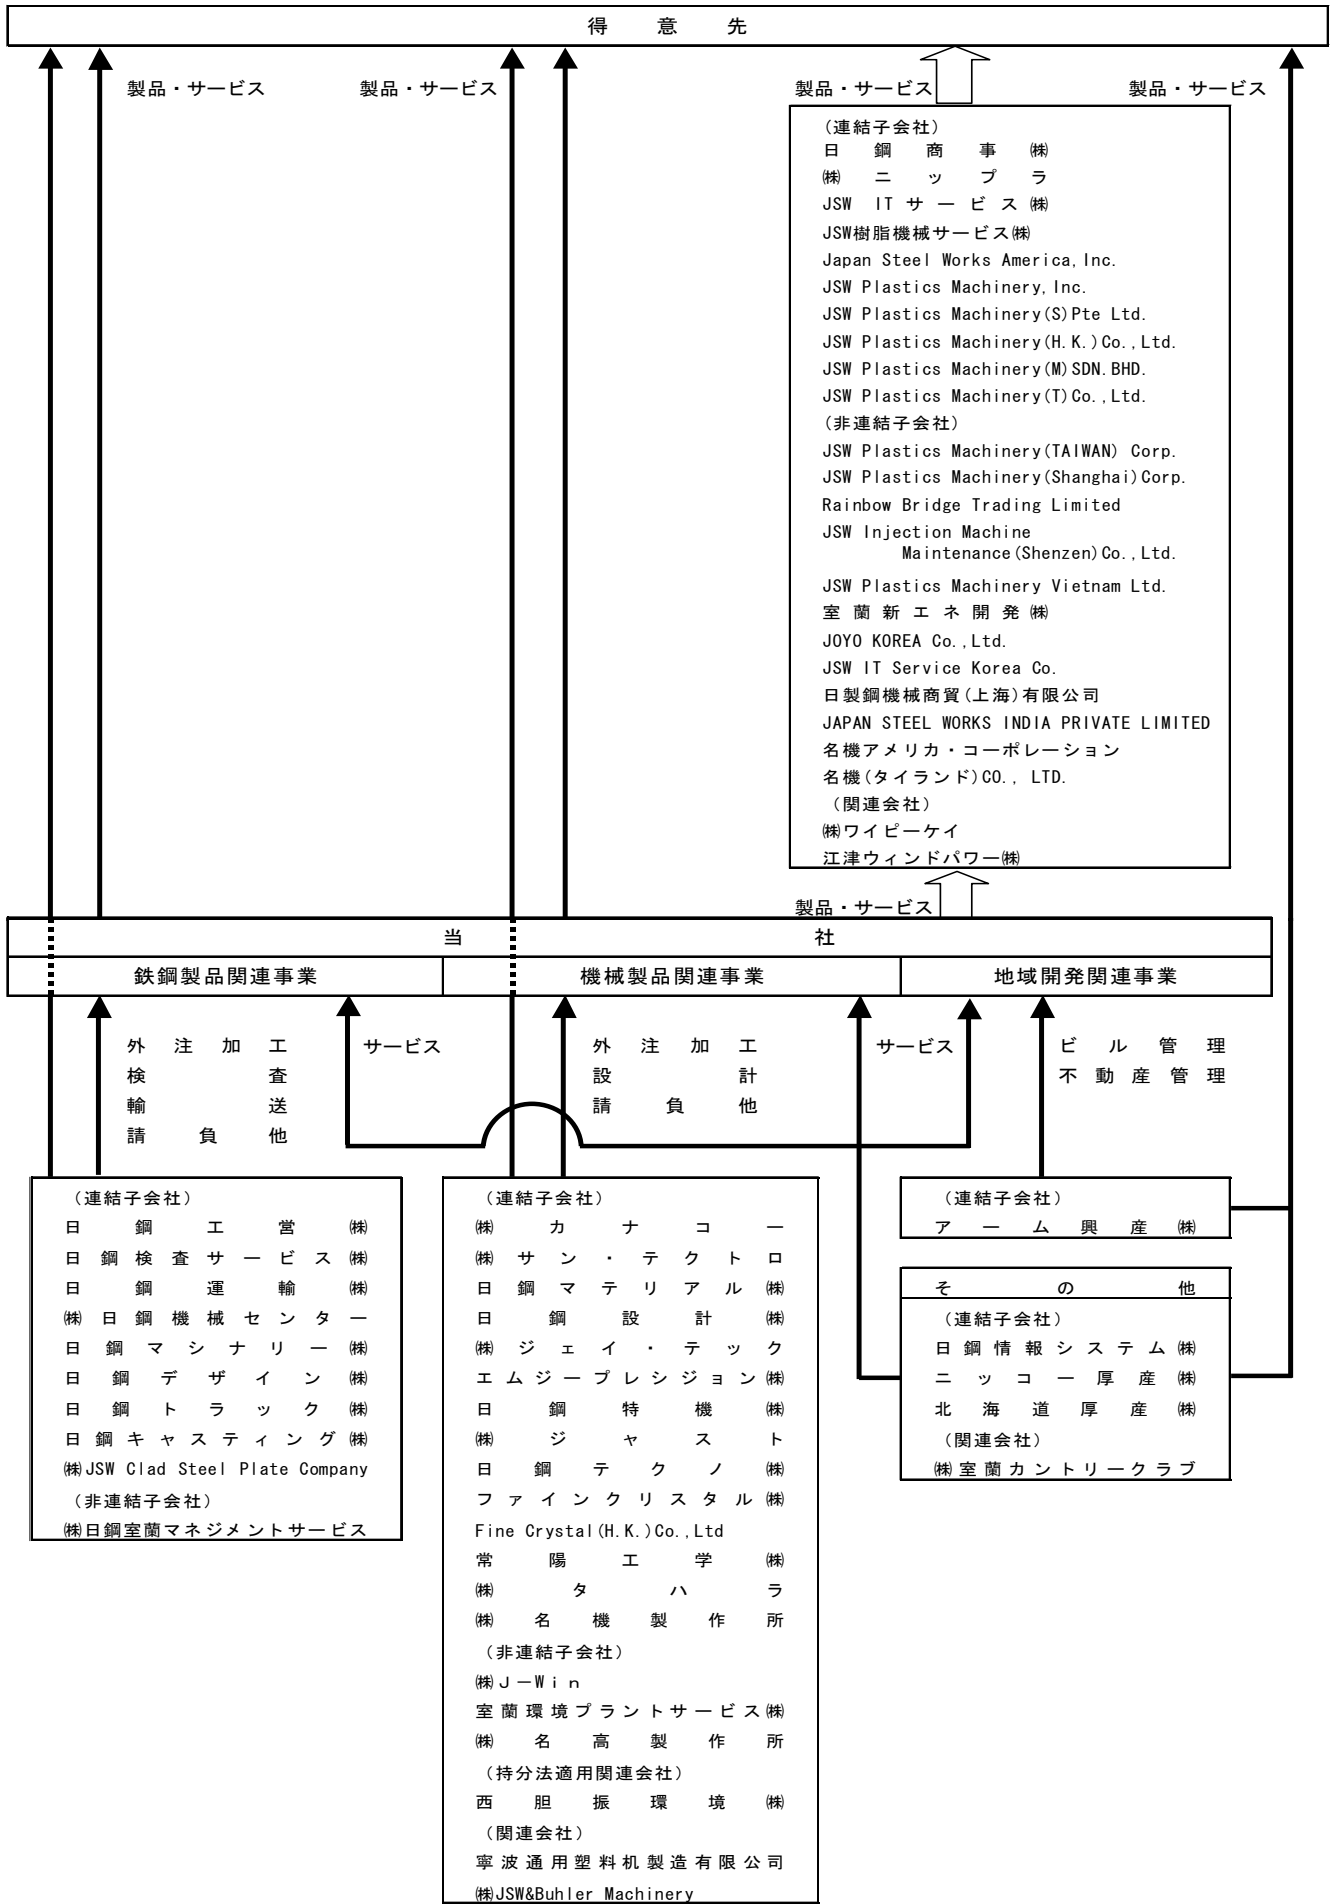 得意先
製品・サービス
製品・サービス
製品・サービス
製品・サービス
(連結子会社)
日鋼商事㈱
㈱ニップラ
JSW ITサービス㈱
JSW樹脂機械サービス㈱
Japan Steel Works America,Inc.
JSW Plastics Machinery,Inc.
JSW Plastics Machinery(S)Pte Ltd.
JSW Plastics Machinery(H.K.)Co.,Ltd.
JSW Plastics Machinery(M)SDN.BHD.
JSW Plastics Machinery(T)Co.,Ltd.
(非連結子会社)
JSW Plastics Machinery(TAIWAN) Corp.
JSW Plastics Machinery(Shanghai)Corp.
Rainbow Bridge Trading Limited
JSW Injection Machine
Maintenance(Shenzen)Co.,Ltd.
JSW Plastics Machinery Vietnam Ltd.
室蘭新エネ開発㈱
JOYO KOREA Co.,Ltd.
JSW IT Service Korea Co.
日製鋼機械商貿(上海)有限公司
JAPAN STEEL WORKS INDIA PRIVATE LIMITED
名機アメリカ・コーポレーション
名機(タイランド)CO., LTD.
(関連会社)
㈱ワイピーケイ
江津ウィンドパワー㈱
製品・サービス
当社
鉄鋼製品関連事業
機械製品関連事業
地域開発関連事業
外注加工
検査
輸送
請負他
サービス
外注加工
設計
請負他
サービス
ビル管理
不動産管理
(連結子会社)
日鋼工営㈱
日鋼検査サービス㈱
日鋼運輸㈱
㈱日鋼機械センター
日鋼マシナリー㈱
日鋼デザイン㈱
日鋼トラック㈱
日鋼キャスティング㈱
㈱JSW Clad Steel Plate Company
(非連結子会社)
㈱日鋼室蘭マネジメントサービス
(連結子会社)
㈱カナコー
㈱サン・テクトロ
日鋼マテリアル㈱
日鋼設計㈱
㈱ジェイ・テック
エムジープレシジョン㈱
日鋼特機㈱
㈱ジャスト
日鋼テクノ㈱
ファインクリスタル㈱
Fine Crystal(H.K.)Co.,Ltd
常陽工学㈱
㈱タハラ
㈱名機製作所
(非連結子会社)
㈱J-Win
室蘭環境プラントサービス㈱
㈱名高製作所
(持分法適用関連会社)
西胆振環境㈱
(関連会社)
寧波通用塑料机製造有限公司
㈱JSW&Buhler Machinery
(連結子会社)
アーム興産㈱
その他
(連結子会社)
日鋼情報システム㈱
ニッコー厚産㈱
北海道厚産㈱
(関連会社)
㈱室蘭カントリークラブ